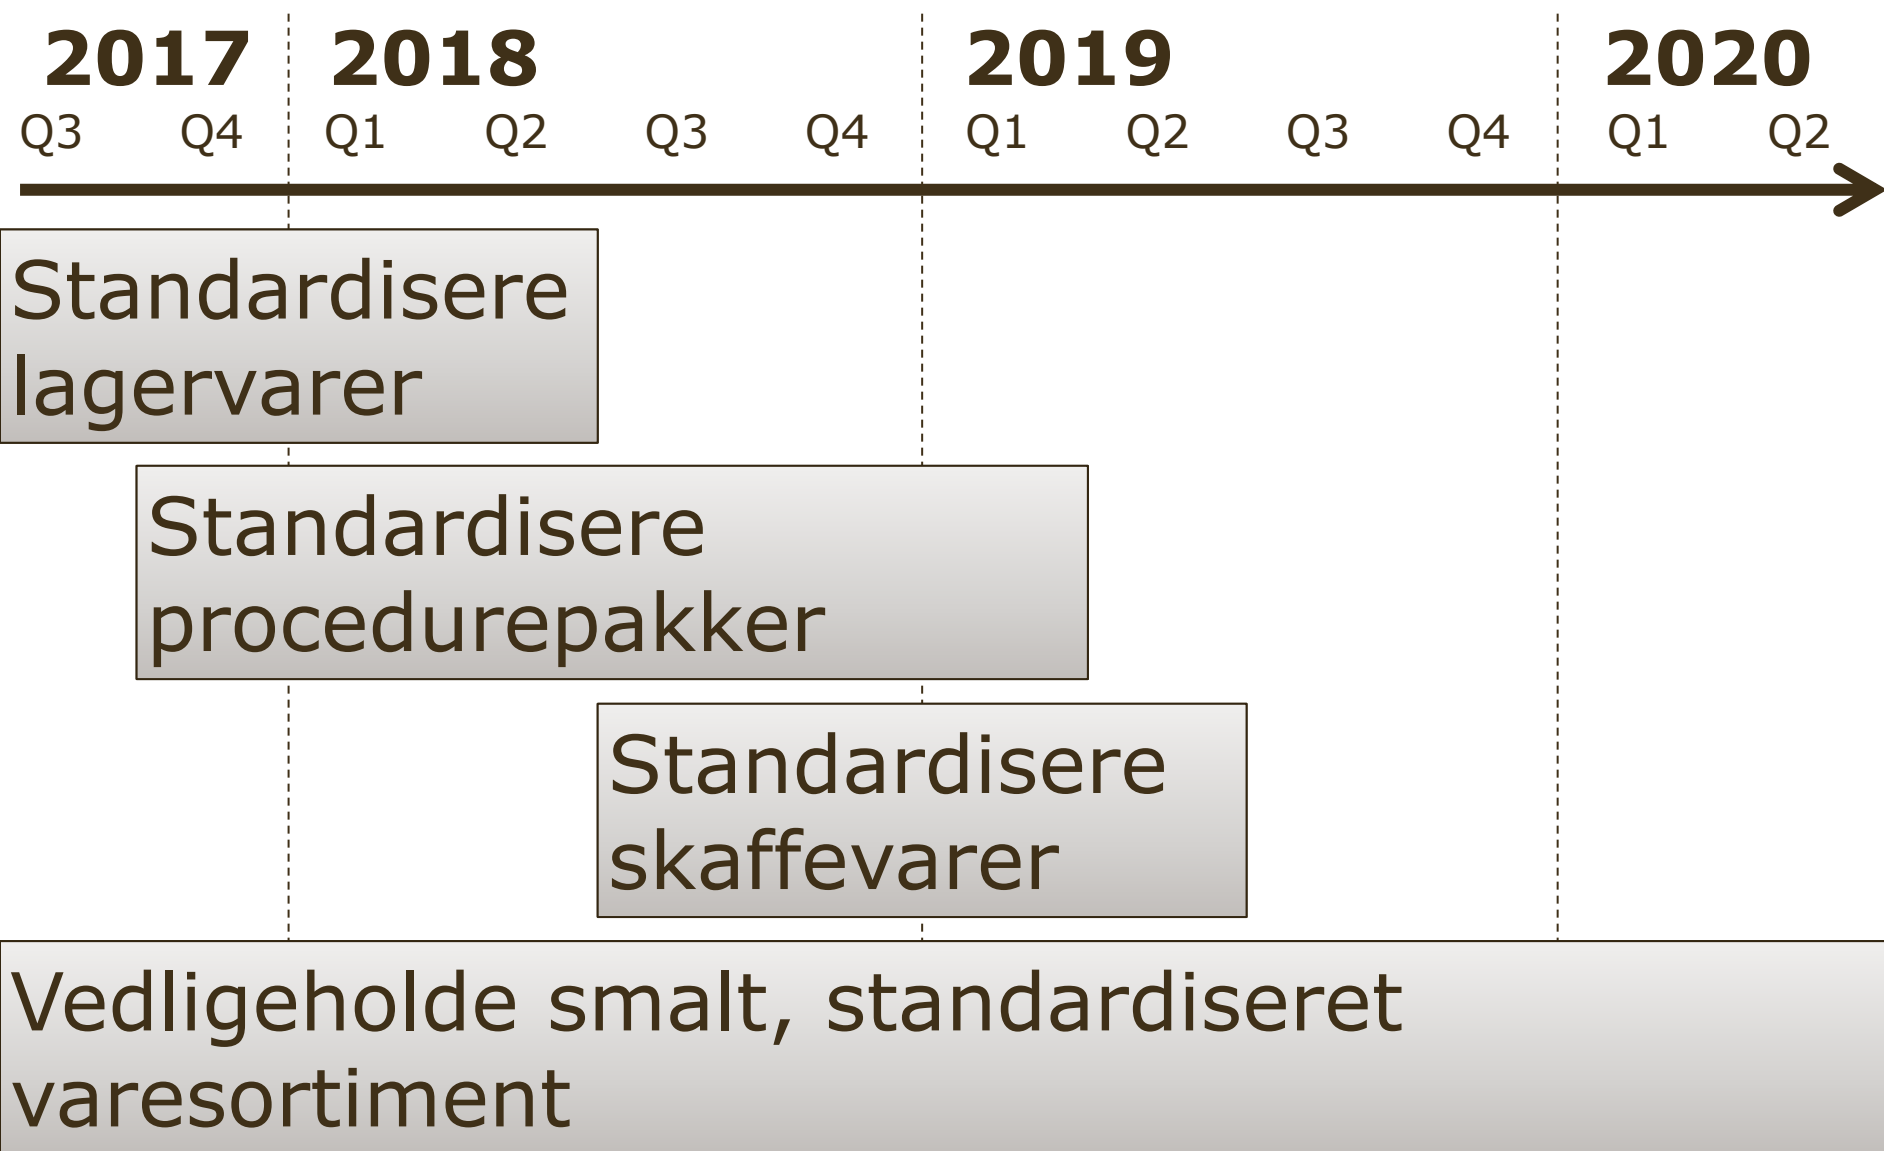 2017 2018 2019 2020
Q3 Q4 Q1 Q2 Q3 Q4 Q1 Q2 Q3 Q4 Q1 Q2
Standardisere
lagervarer
Standardisere
procedurepakker
Standardisere
skaffevarer
Vedligeholde smalt, standardiseret
varesortiment